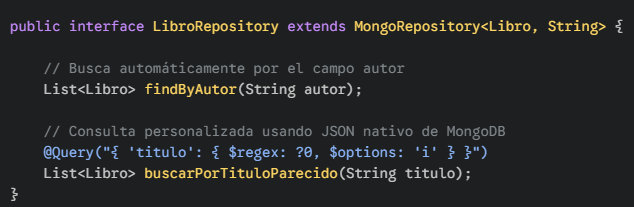 public interface LibroRepository extends MongoRepository<Libro, String> {
// Busca automáticamente por el campo autor
List<Libro> findByAutor(String autor);
// Consulta personalizada usando JSON nativo de MongoDB
@Query("{ 'titulo': { $regex: ?0, $options: 'i' } }")
List<Libro> buscarPorTituloParecido(String titulo);
}